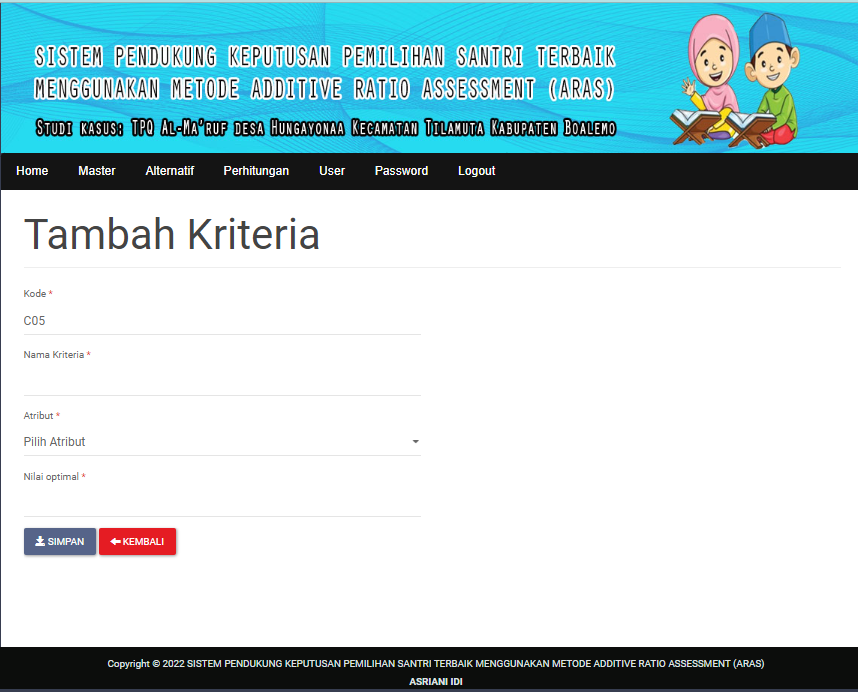 SISTEM PENDUKUNG KEPUTUSAN PEMILIHAN SANTRI TERBAIK
MENGGUNAKAN METODE ADDITIVE RATIO ASSESSMENT (ARAS)
STUDI KASUS: TPQ AL-MA'RUF DESA HUNGAYONAA KECAMATAN TILAMUTA KABUPATEN BOALEMO
Home Master Alternatif Perhitungan User Password Logout
Tambah Kriteria
Kode *
C05
Nama Kriteria *
Atribut *
Pilih Atribut
Nilai optimal *
SIMPAN KEMBALI
Copyright © 2022 SISTEM PENDUKUNG KEPUTUSAN PEMILIHAN SANTRI TERBAIK MENGGUNAKAN METODE ADDITIVE RATIO ASSESSMENT (ARAS)
ASRIANI IDI